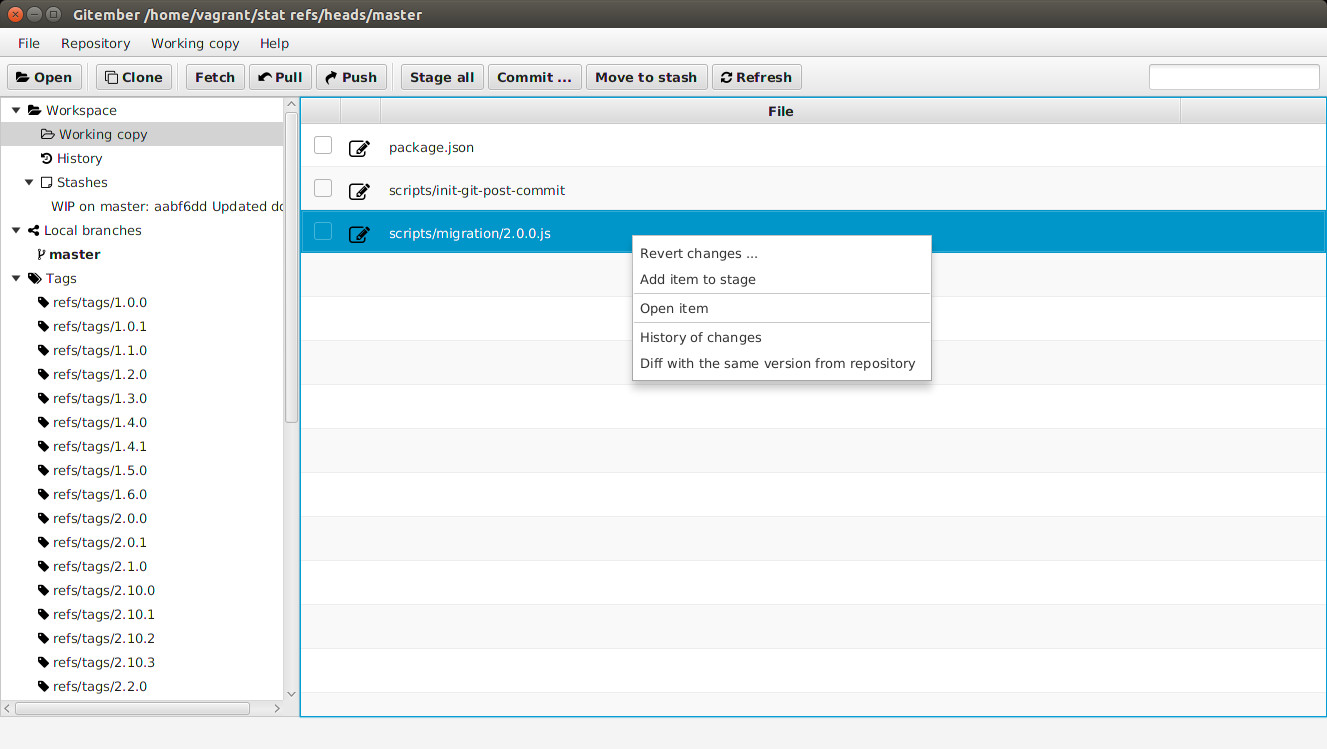 Gitember /home/vagrant/stat refs/heads/master
File Repository Working copy Help
Open Clone Fetch Pull Push Stage all Commit ... Move to stash Refresh
Workspace
Working copy
History
Stashes
WIP on master: aabf6dd Updated
Local branches
master
Tags
refs/tags/1.0.0
refs/tags/1.0.1
refs/tags/1.1.0
refs/tags/1.2.0
refs/tags/1.3.0
refs/tags/1.4.0
refs/tags/1.4.1
refs/tags/1.5.0
refs/tags/1.6.0
refs/tags/2.0.0
refs/tags/2.0.1
refs/tags/2.1.0
refs/tags/2.10.0
refs/tags/2.10.1
refs/tags/2.10.2
refs/tags/2.10.3
refs/tags/2.2.0
File
package.json
scripts/init-git-post-commit
scripts/migration/2.0.0.js
Revert changes ...
Add item to stage
Open item
History of changes
Diff with the same version from repository